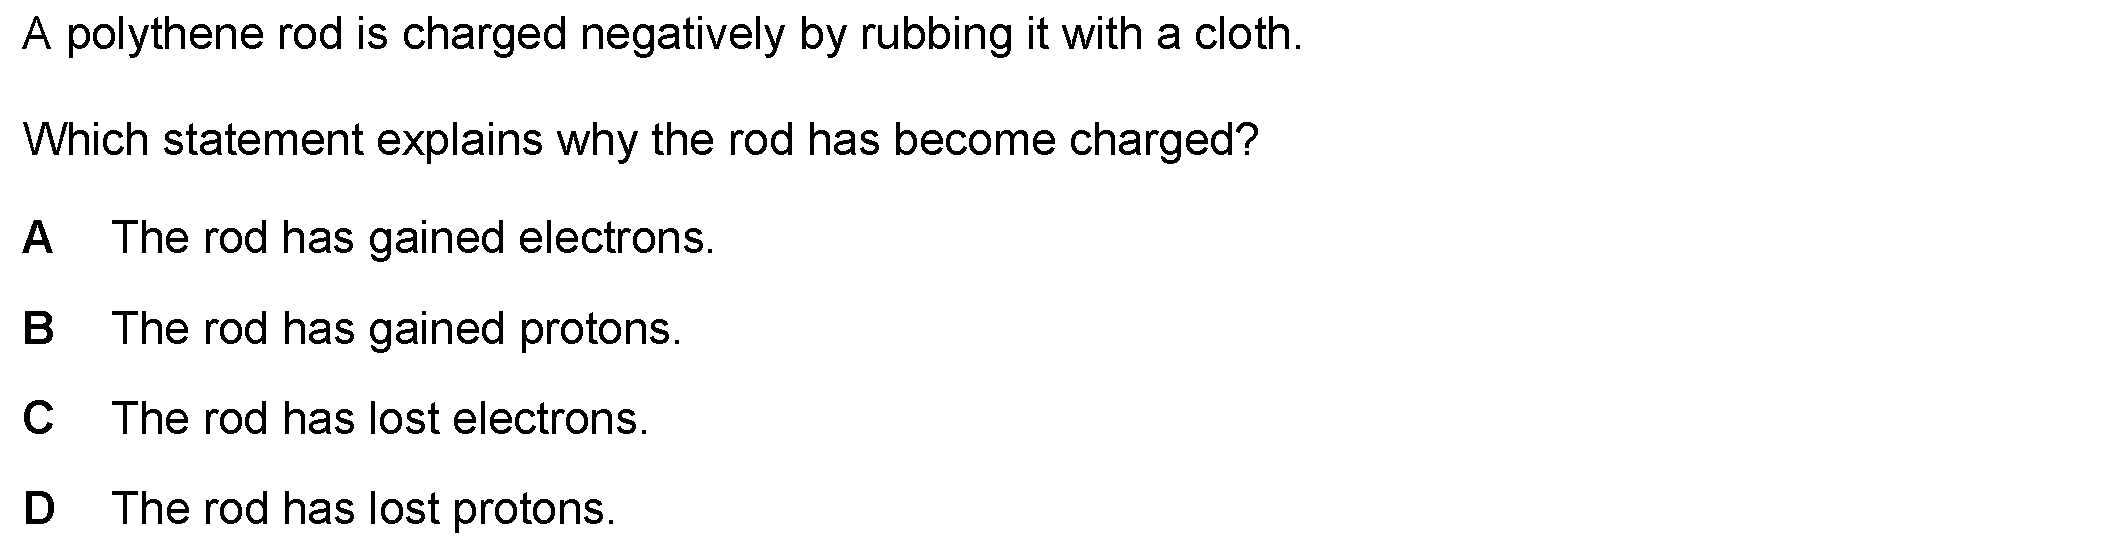 A polythene rod is charged negatively by rubbing it with a cloth.
Which statement explains why the rod has become charged?
A The rod has gained electrons.
B The rod has gained protons.
C The rod has lost electrons.
D The rod has lost protons.